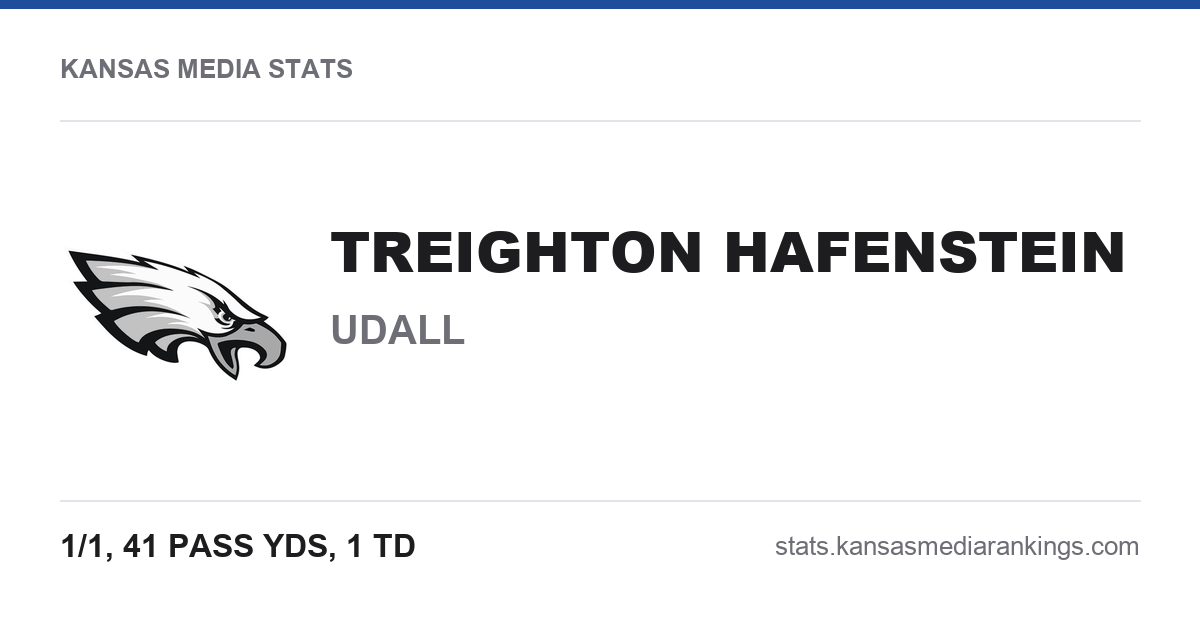 KANSAS MEDIA STATS
TREIGHTON HAFENSTEIN
UDALL
1/1, 41 PASS YDS, 1 TD
stats.kansasmediarankings.com